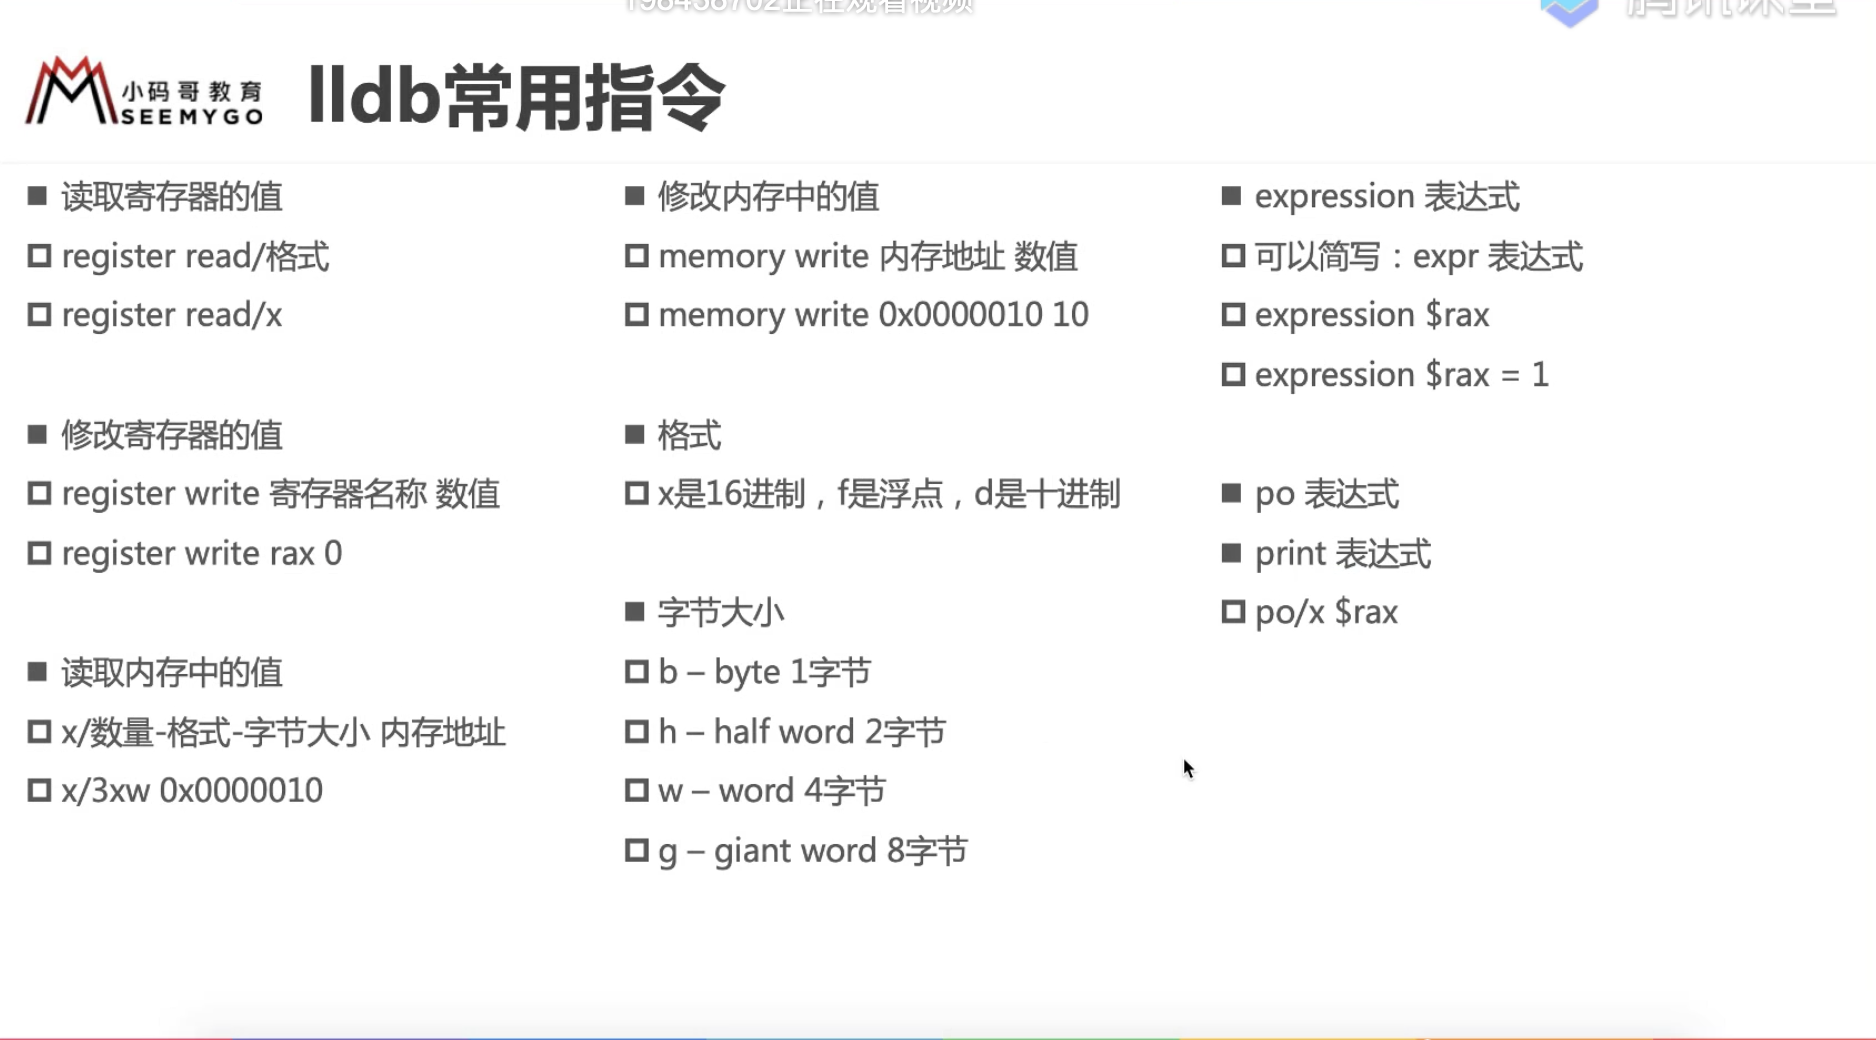 正在观看视频
腾讯课堂
小码哥教育
SEEMYGO
lldb常用指令
■ 读取寄存器的值
□ register read/格式
□ register read/x
■ 修改寄存器的值
□ register write 寄存器名称 数值
□ register write rax 0
■ 读取内存中的值
□ x/数量-格式-字节大小 内存地址
□ x/3xw 0x0000010
■ 修改内存中的值
□ memory write 内存地址 数值
□ memory write 0x0000010 10
■ 格式
□ x是16进制，f是浮点，d是十进制
■ 字节大小
□ b – byte 1字节
□ h – half word 2字节
□ w – word 4字节
□ g – giant word 8字节
■ expression 表达式
□ 可以简写：expr 表达式
□ expression $rax
□ expression $rax = 1
■ po 表达式
■ print 表达式
□ po/x $rax